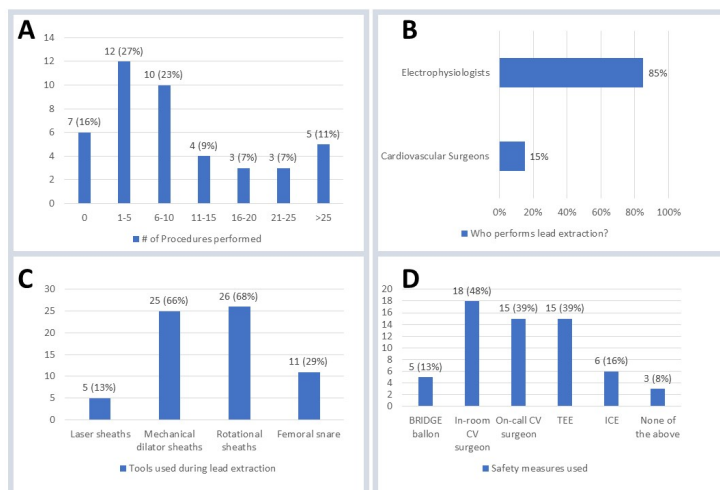 A
14
12
10
8
6
4
2
0
7 (16%)
12 (27%)
10 (23%)
4 (9%)
3 (7%)
3 (7%)
5 (11%)
0
1-5
6-10
11-15
16-20
21-25
>25
# of Procedures performed
B
Electrophysiologists
85%
Cardiovascular Surgeons
15%
0%
20%
40%
60%
80%
100%
Who performs lead extraction?
C
30
25
20
15
10
5
0
5 (13%)
25 (66%)
26 (68%)
11 (29%)
Laser sheaths
Mechanical
dilator sheaths
Rotational
sheaths
Femoral snare
Tools used during lead extraction
D
20
18
16
14
12
10
8
6
4
2
0
5 (13%)
18 (48%)
15 (39%)
15 (39%)
6 (16%)
3 (8%)
BRIDGE
ballon
In-room
CV
surgeon
On-call CV
surgeon
TEE
ICE
None of
the above
Safety measures used